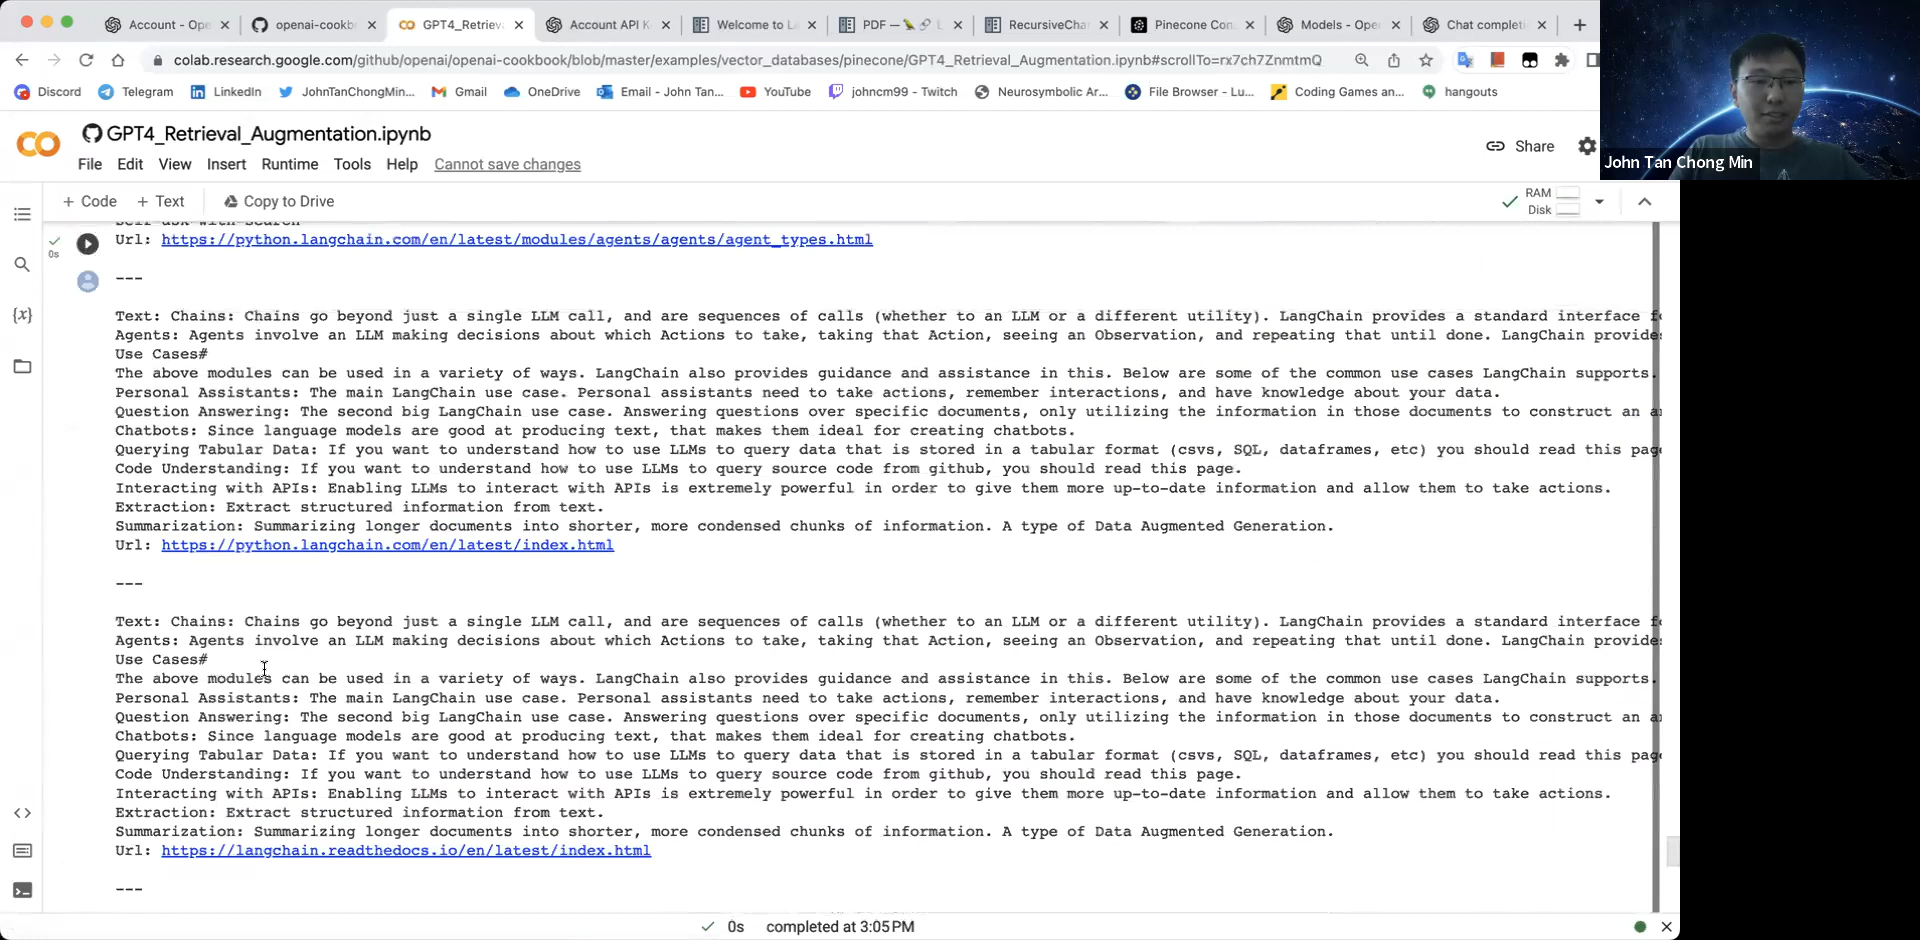 Account - Ope
openai-cookb
GPT4_Retriev
Account API K
Welcome to L
PDF — L
RecursiveChar
Pinecone Con
Models - Ope
Chat completi
colab.research.google.com/github/openai/openai-cookbook/blob/master/examples/vector_databases/pinecone/GPT4_Retrieval_Augmentation.ipynb#scrollTo=rx7ch7ZnmtmQ
Discord
Telegram
LinkedIn
JohnTanChongMin...
Gmail
OneDrive
Email - John Tan...
YouTube
johncm99 - Twitch
Neurosymbolic Ar...
File Browser - Lu...
Coding Games an...
hangouts
John Tan Chong Min
GPT4_Retrieval_Augmentation.ipynb
Share
File Edit View Insert Runtime Tools Help Cannot save changes
+ Code + Text Copy to Drive
RAM
Disk
self-ask-with-search
0s
Url: https://python.langchain.com/en/latest/modules/agents/agents/agent_types.html
---
Text: Chains: Chains go beyond just a single LLM call, and are sequences of calls (whether to an LLM or a different utility). LangChain provides a standard interface fo
Agents: Agents involve an LLM making decisions about which Actions to take, taking that Action, seeing an Observation, and repeating that until done. LangChain provides
Use Cases#
The above modules can be used in a variety of ways. LangChain also provides guidance and assistance in this. Below are some of the common use cases LangChain supports.
Personal Assistants: The main LangChain use case. Personal assistants need to take actions, remember interactions, and have knowledge about your data.
Question Answering: The second big LangChain use case. Answering questions over specific documents, only utilizing the information in those documents to construct an a
Chatbots: Since language models are good at producing text, that makes them ideal for creating chatbots.
Querying Tabular Data: If you want to understand how to use LLMs to query data that is stored in a tabular format (csvs, SQL, dataframes, etc) you should read this page
Code Understanding: If you want to understand how to use LLMs to query source code from github, you should read this page.
Interacting with APIs: Enabling LLMs to interact with APIs is extremely powerful in order to give them more up-to-date information and allow them to take actions.
Extraction: Extract structured information from text.
Summarization: Summarizing longer documents into shorter, more condensed chunks of information. A type of Data Augmented Generation.
Url: https://python.langchain.com/en/latest/index.html
---
Text: Chains: Chains go beyond just a single LLM call, and are sequences of calls (whether to an LLM or a different utility). LangChain provides a standard interface fo
Agents: Agents involve an LLM making decisions about which Actions to take, taking that Action, seeing an Observation, and repeating that until done. LangChain provides
Use Cases#
The above modules can be used in a variety of ways. LangChain also provides guidance and assistance in this. Below are some of the common use cases LangChain supports.
Personal Assistants: The main LangChain use case. Personal assistants need to take actions, remember interactions, and have knowledge about your data.
Question Answering: The second big LangChain use case. Answering questions over specific documents, only utilizing the information in those documents to construct an a
Chatbots: Since language models are good at producing text, that makes them ideal for creating chatbots.
Querying Tabular Data: If you want to understand how to use LLMs to query data that is stored in a tabular format (csvs, SQL, dataframes, etc) you should read this page
Code Understanding: If you want to understand how to use LLMs to query source code from github, you should read this page.
Interacting with APIs: Enabling LLMs to interact with APIs is extremely powerful in order to give them more up-to-date information and allow them to take actions.
Extraction: Extract structured information from text.
Summarization: Summarizing longer documents into shorter, more condensed chunks of information. A type of Data Augmented Generation.
Url: https://langchain.readthedocs.io/en/latest/index.html
---
0s completed at 3:05 PM